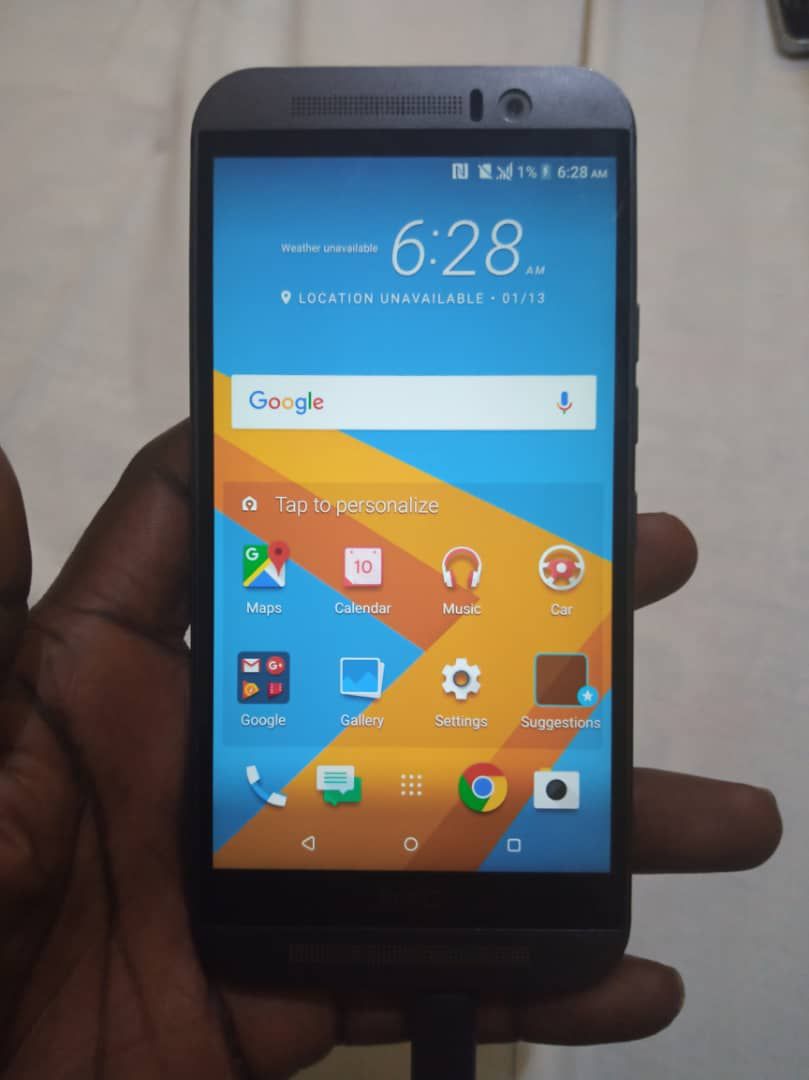 1% 6:28 AM
Weather unavailable 6:28 AM
LOCATION UNAVAILABLE • 01/13
Google
Tap to personalize
G
10
Maps Calendar Music Car
Google Gallery Settings Suggestions